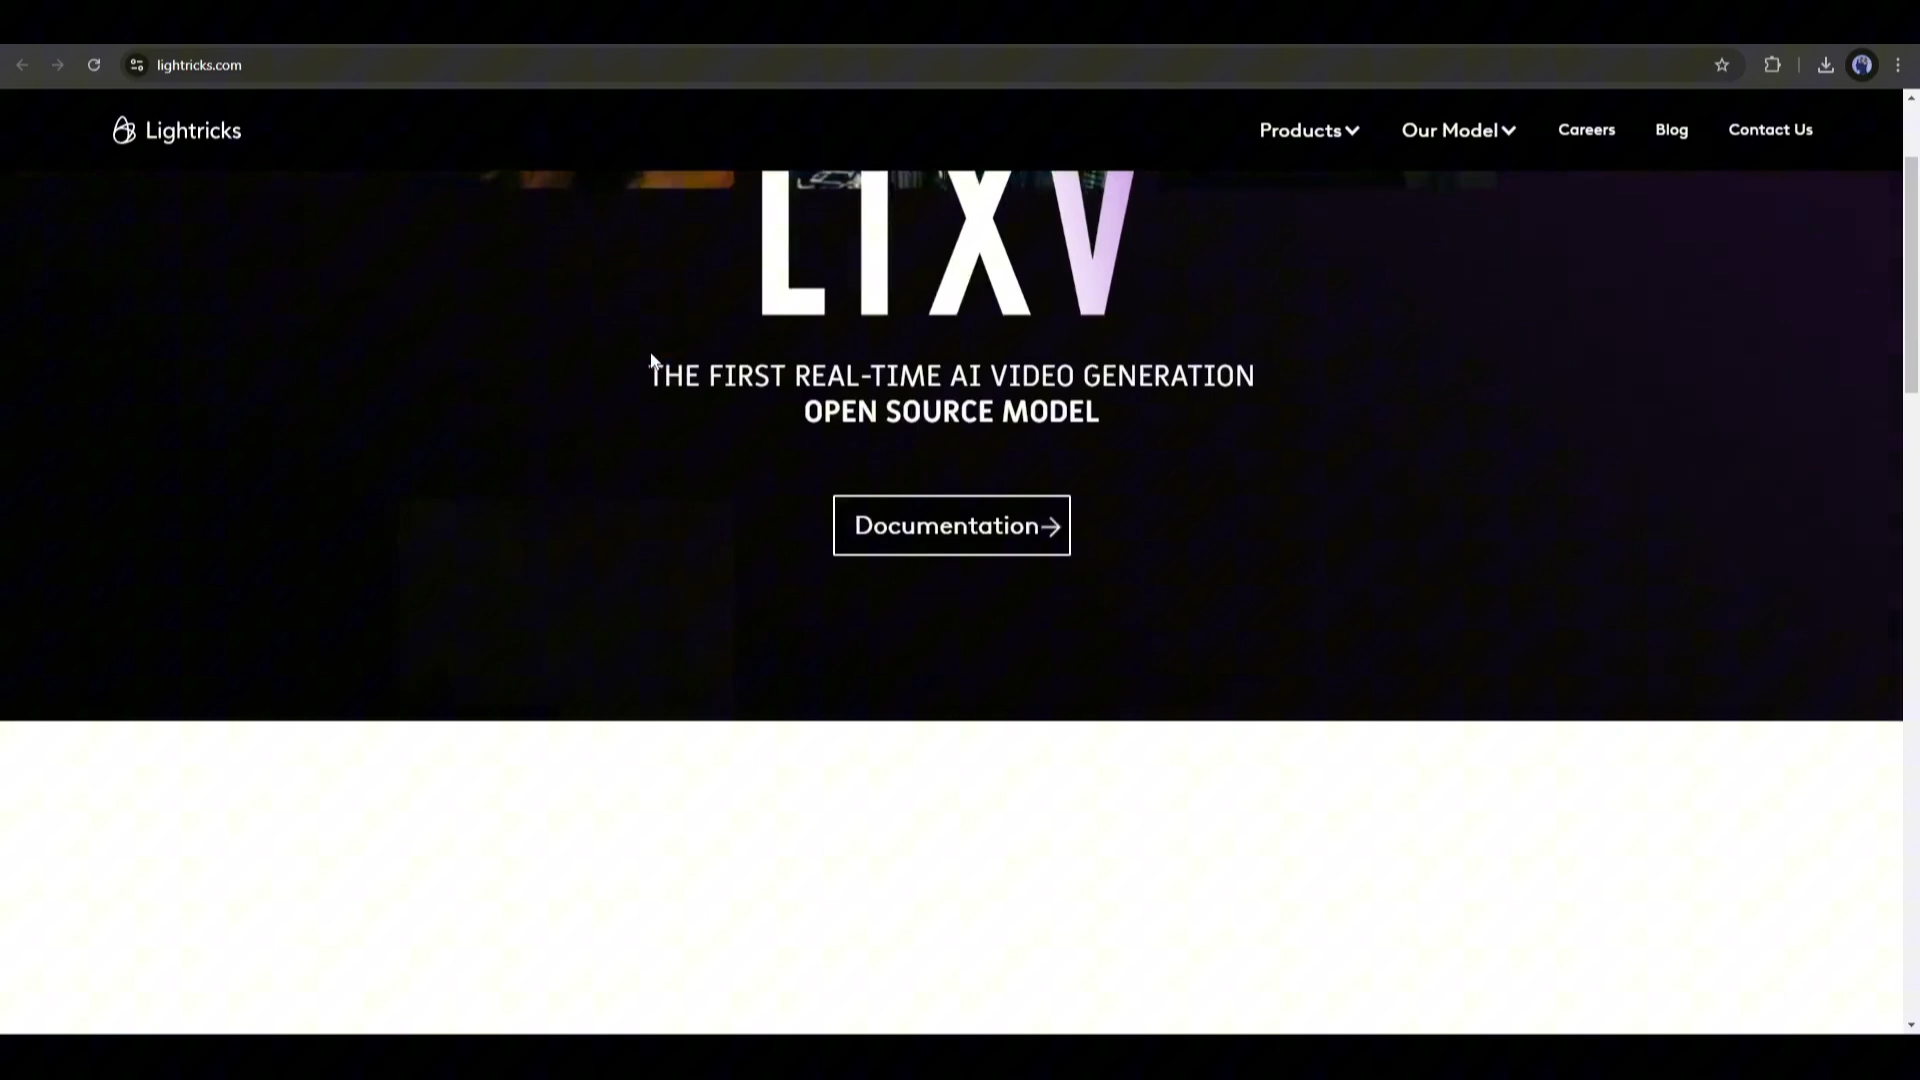 lightricks.com
Lightricks
Products
Our Model
Careers
Blog
Contact Us
LTXV
THE FIRST REAL-TIME AI VIDEO GENERATION
OPEN SOURCE MODEL
Documentation→